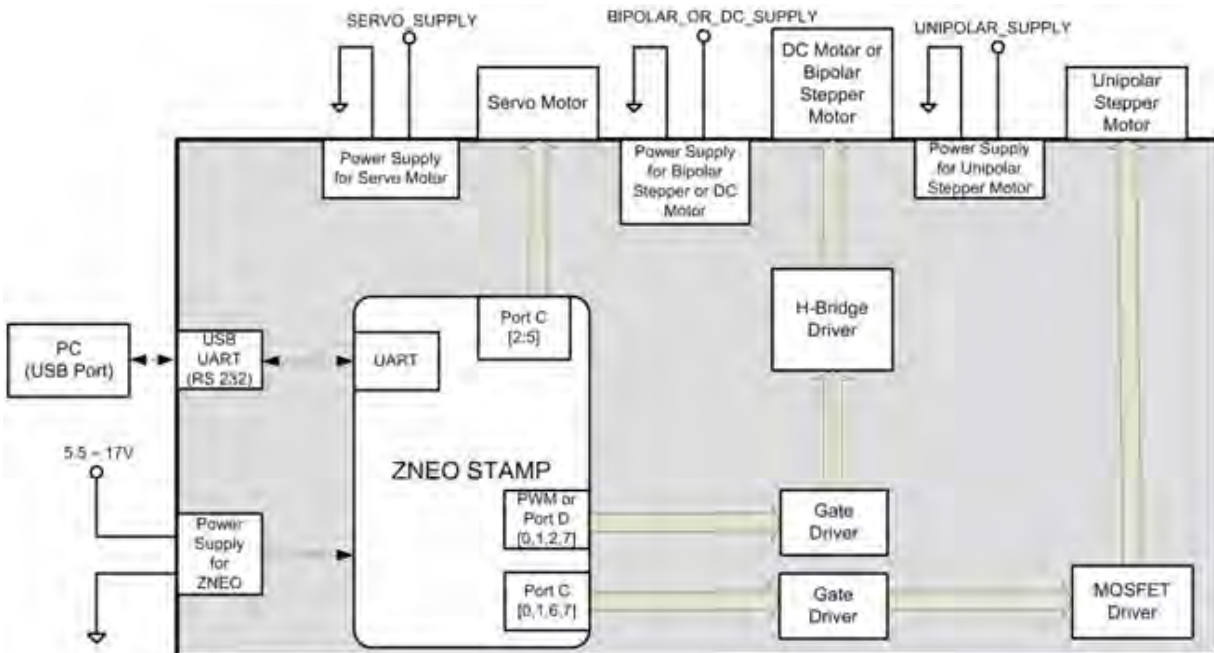 SERVO_SUPPLY
BIPOLAR_OR_DC_SUPPLY
UNIPOLAR_SUPPLY
Servo Motor
DC Motor or
Bipolar
Stepper
Motor
Unipolar
Stepper
Motor
Power Supply
for Servo Motor
Power Supply
for Bipolar
Stepper or DC
Motor
Power Supply
for Unipolar
Stepper Motor
PC
(USB Port)
USB
UART
(RS 232)
UART
Port C
[2:5]
H-Bridge
Driver
5.5 – 17V
ZNEO STAMP
Power
Supply
for
ZNEO
PWM or
Port D
[0,1,2,7]
Gate
Driver
Port C
[0,1,6,7]
Gate
Driver
MOSFET
Driver